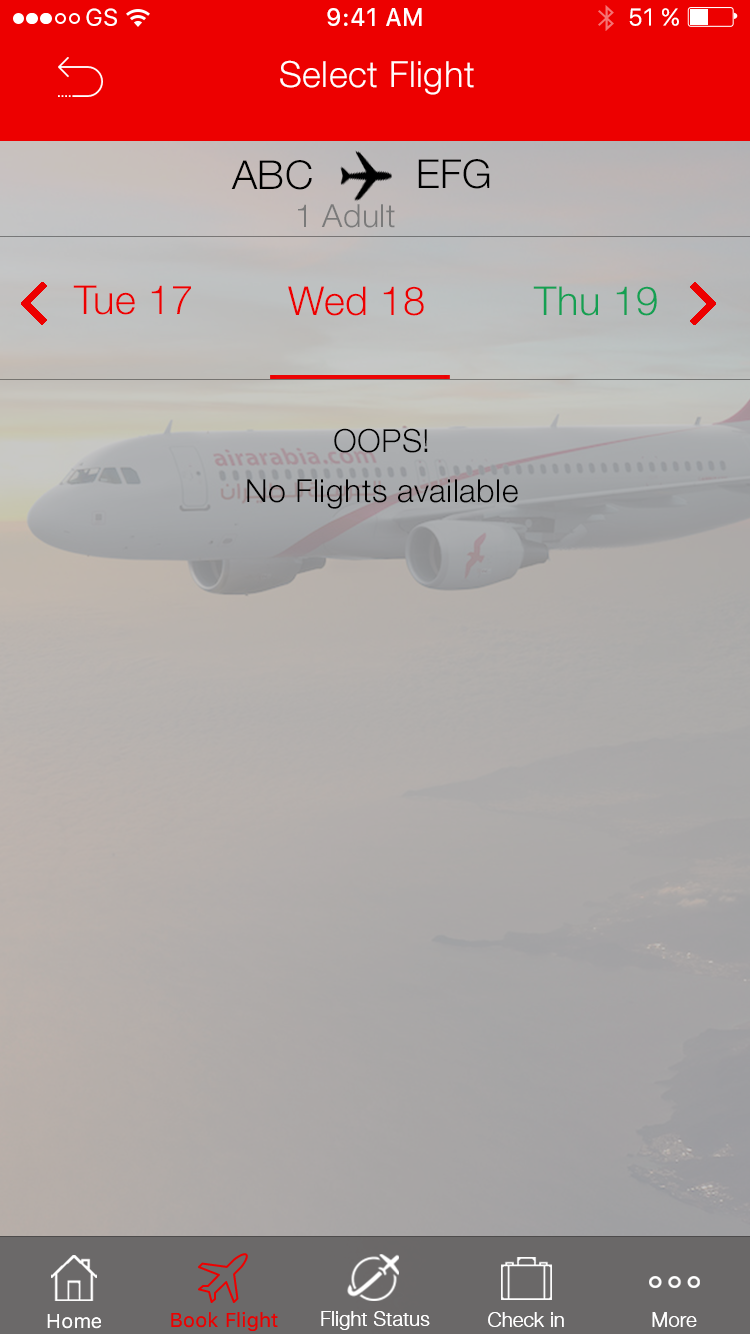 GS 9:41 AM 51 %
Select Flight
ABC EFG
1 Adult
Tue 17 Wed 18 Thu 19
OOPS!
airarabia.com
No Flights available
Home Book Flight Flight Status Check in More